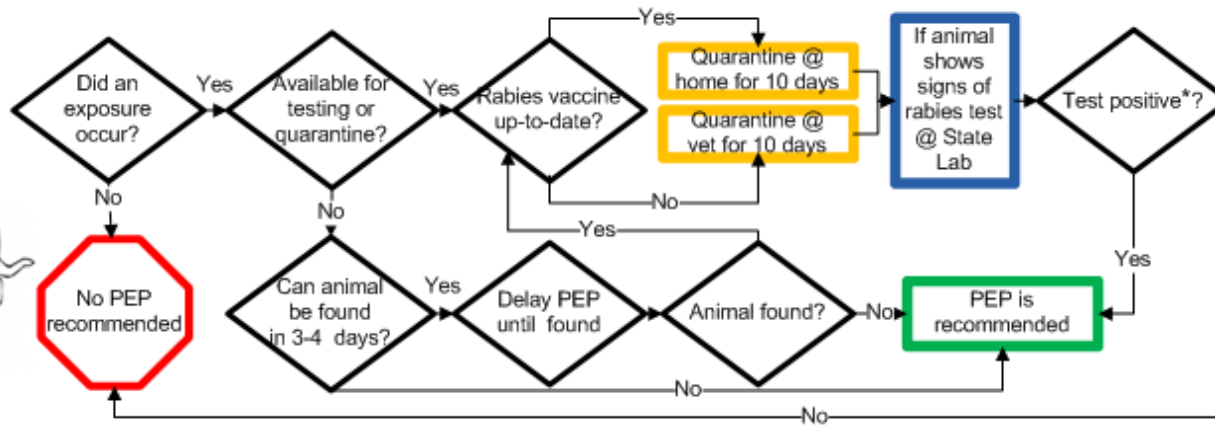 Did an
exposure
occur?
Yes
Available for
testing or
quarantine?
Yes
Rabies vaccine
up-to-date?
Yes
Quarantine @
home for 10 days
Quarantine @
vet for 10 days
No
If animal
shows
signs of
rabies test
@ State
Lab
Test positive*?
No
No PEP
recommended
No
Can animal
be found
in 3-4 days?
Yes
Delay PEP
until found
Animal found?
Yes
No
PEP is
recommended
Yes
No
No